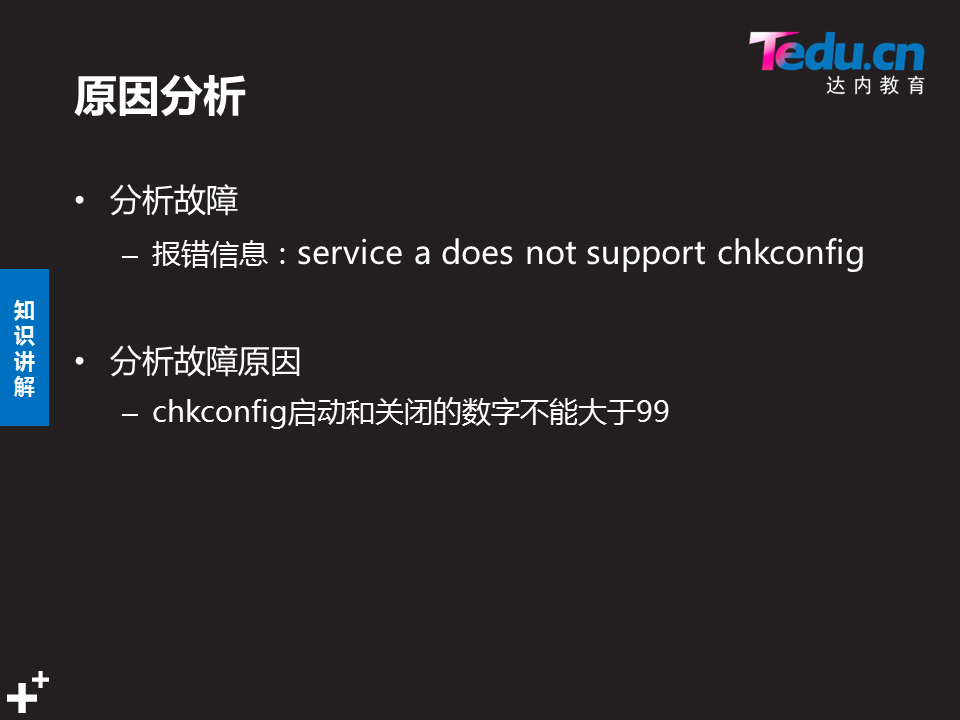 Tedu.cn
达内教育
原因分析
• 分析故障
– 报错信息：service a does not support chkconfig
• 分析故障原因
– chkconfig启动和关闭的数字不能大于99
知
识
讲
解